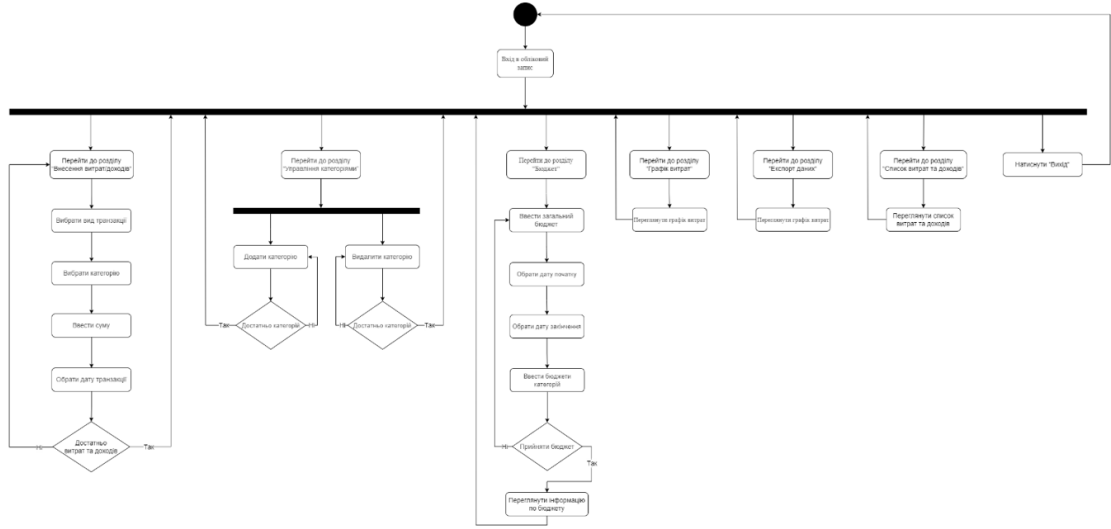 Вхід в обліковий
запис
Перейти до розділу
"Внесення витрат/доходів"
Вибрати вид транзакції
Вибрати категорію
Ввести суму
Обрати дату транзакції
Достатньо
витрат та доходів
Ні
Так
Перейти до розділу
"Управління категоріями"
Додати категорію
Видалити категорію
Достатньо категорій
Так
Ні
Достатньо категорій
Ні
Так
Перейти до розділу
"Бюджет"
Ввести загальний
бюджет
Обрати дату початку
Обрати дату закінчення
Ввести бюджети
категорій
Прийняти бюджет
Ні
Так
Переглянути інформацію
по бюджету
Перейти до розділу
"Графік витрат"
Переглянути графік витрат
Перейти до розділу
"Експорт даних"
Переглянути графік витрат
Перейти до розділу
"Список витрат та доходів"
Переглянути список
витрат та доходів
Натиснути "Вихід"